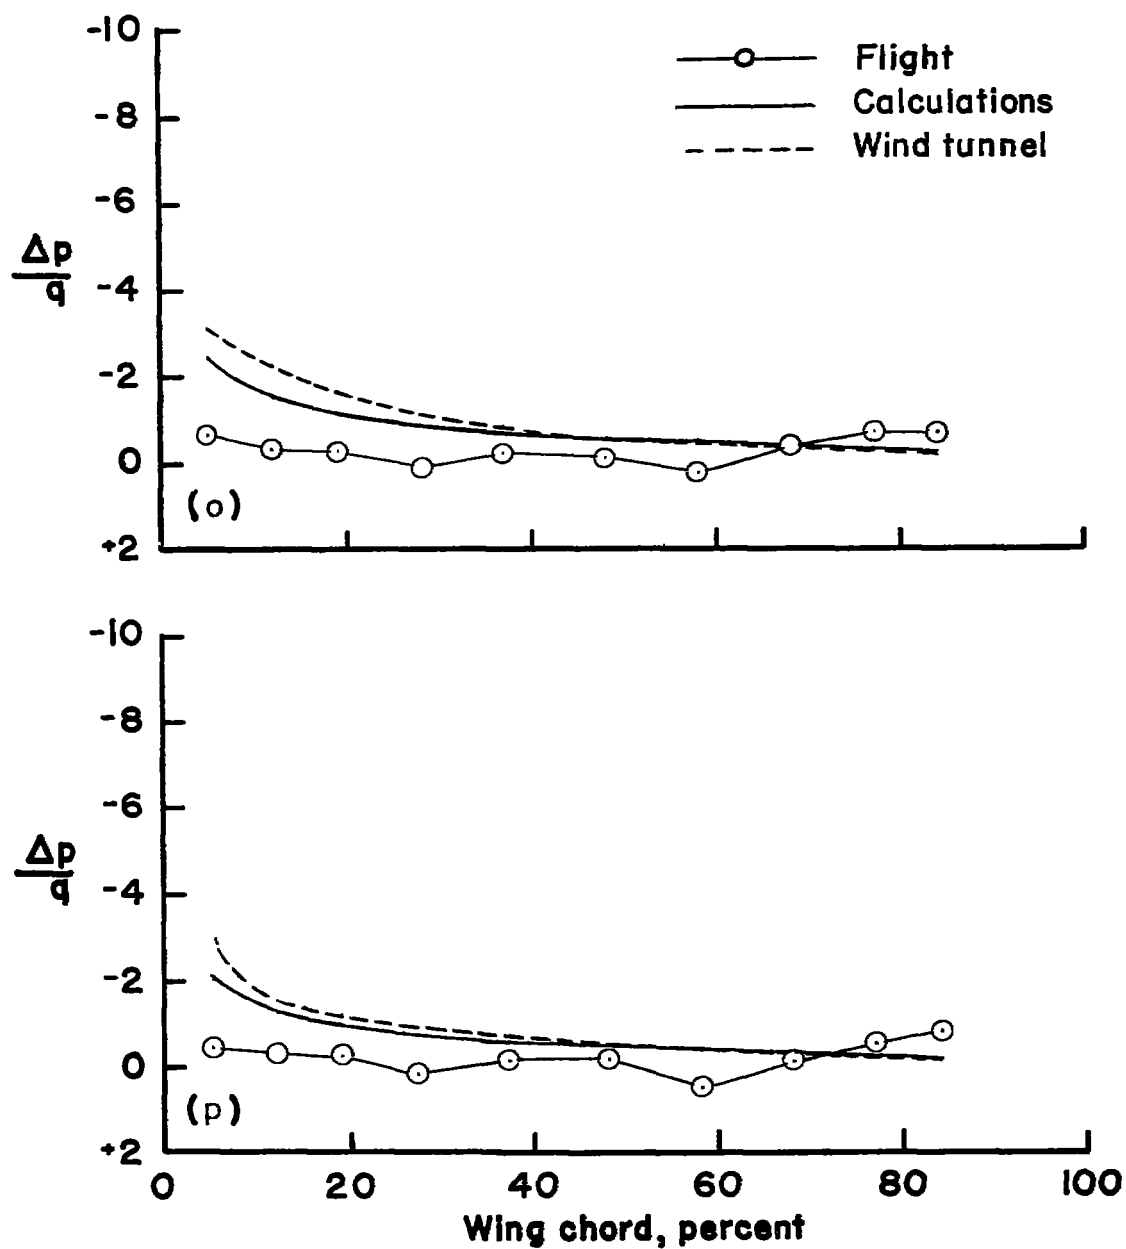 -10
Flight
Calculations
-8
Wind tunnel
-6
Δp
q
-4
-2
0
(o)
+2
-10
-8
-6
Δp
q
-4
-2
0
(p)
+2
0 20 40 60 80 100
Wing chord, percent